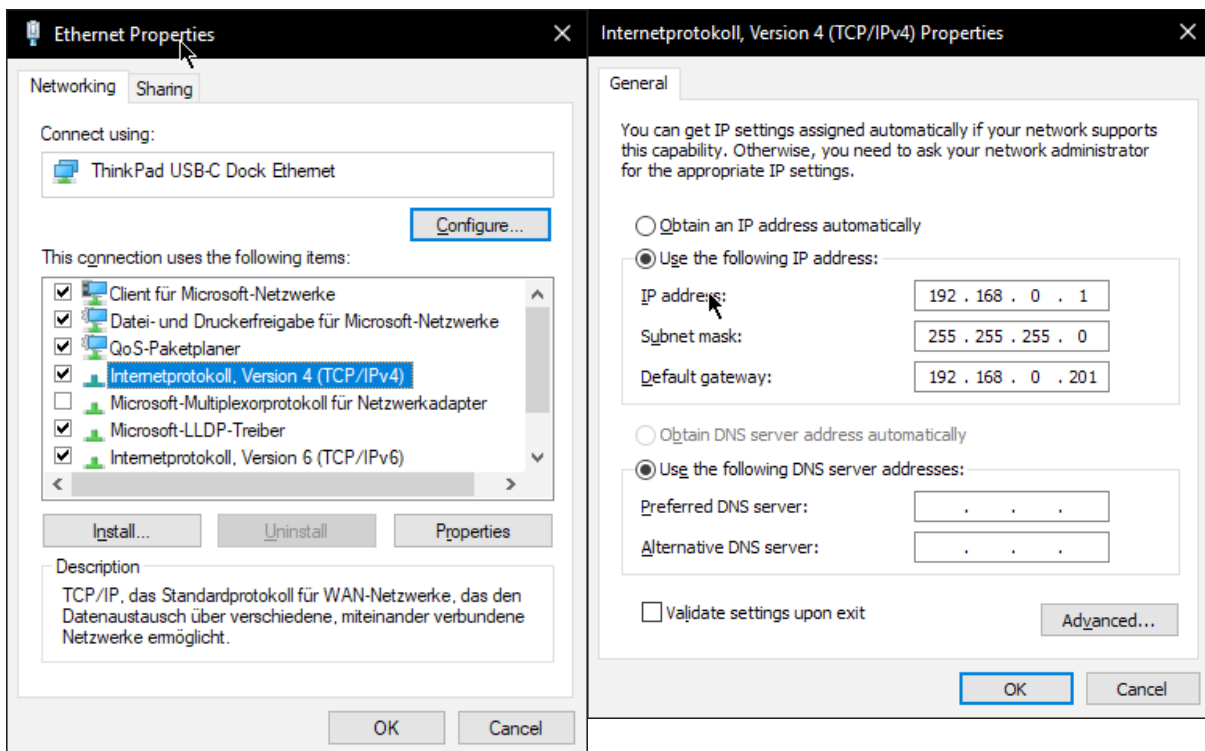 Ethernet Properties
Networking
Sharing
Connect using:
ThinkPad USB-C Dock Ethernet
Configure...
This connection uses the following items:
Client für Microsoft-Netzwerke
Datei- und Druckerfreigabe für Microsoft-Netzwerke
QoS-Paketplaner
Internetprotokoll, Version 4 (TCP/IPv4)
Microsoft-Multiplexorprotokoll für Netzwerkadapter
Microsoft-LLDP-Treiber
Internetprotokoll, Version 6 (TCP/IPv6)
Install...
Uninstall
Properties
Description
TCP/IP, das Standardprotokoll für WAN-Netzwerke, das den
Datenaustausch über verschiedene, miteinander verbundene
Netzwerke ermöglicht.
OK
Cancel
Internetprotokoll, Version 4 (TCP/IPv4) Properties
General
You can get IP settings assigned automatically if your network supports
this capability. Otherwise, you need to ask your network administrator
for the appropriate IP settings.
Obtain an IP address automatically
Use the following IP address:
IP address:
192 . 168 . 0 . 1
Subnet mask:
255 . 255 . 255 . 0
Default gateway:
192 . 168 . 0 . 201
Obtain DNS server address automatically
Use the following DNS server addresses:
Preferred DNS server:
. . .
Alternative DNS server:
. . .
Validate settings upon exit
Advanced...
OK
Cancel